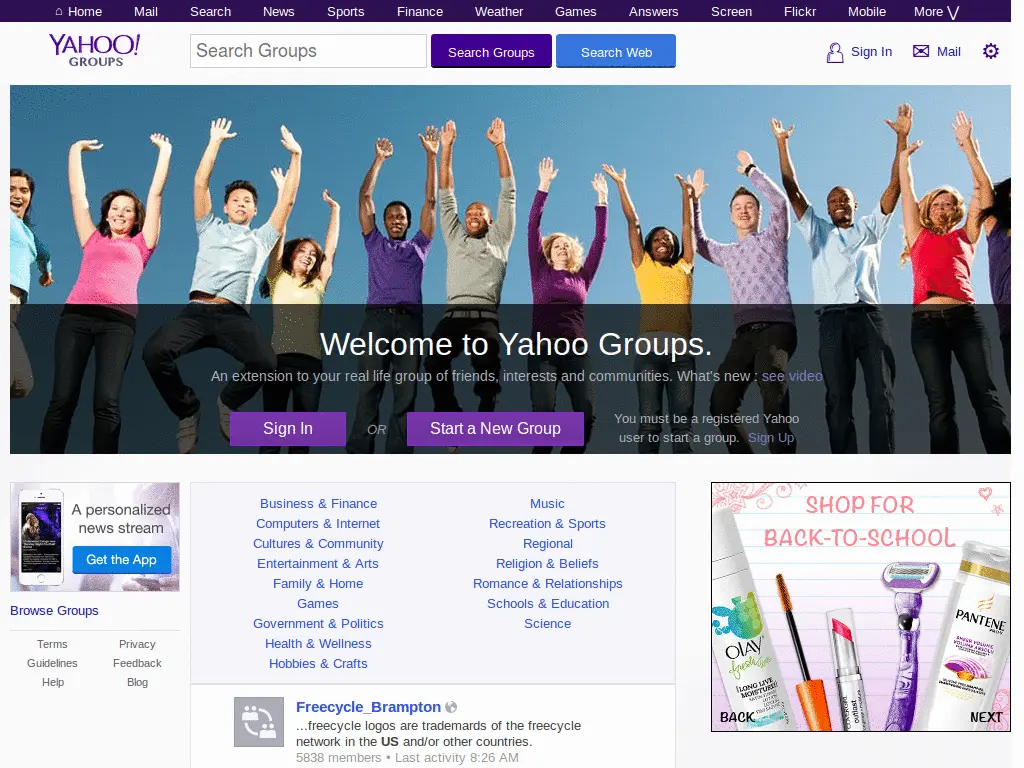 Home Mail Search News Sports Finance Weather Games Answers Screen Flickr Mobile More
YAHOO!
GROUPS
Search Groups
Search Groups
Search Web
Sign In
Mail
Welcome to Yahoo Groups.
An extension to your real life group of friends, interests and communities. What's new : see video
Sign In
OR
Start a New Group
You must be a registered Yahoo
user to start a group. Sign Up
A personalized
news stream
Get the App
Browse Groups
Terms Privacy
Guidelines Feedback
Help Blog
Business & Finance
Computers & Internet
Cultures & Community
Entertainment & Arts
Family & Home
Games
Government & Politics
Health & Wellness
Hobbies & Crafts
Music
Recreation & Sports
Regional
Religion & Beliefs
Romance & Relationships
Schools & Education
Science
Freecycle_Brampton
...freecycle logos are trademards of the freecycle
network in the US and/or other countries.
5838 members • Last activity 8:26 AM
SHOP FOR
BACK-TO-SCHOOL
OLAY
fresh
LONG LIVE
MOISTURE!!
outlast
PANTENE
BACK
NEXT